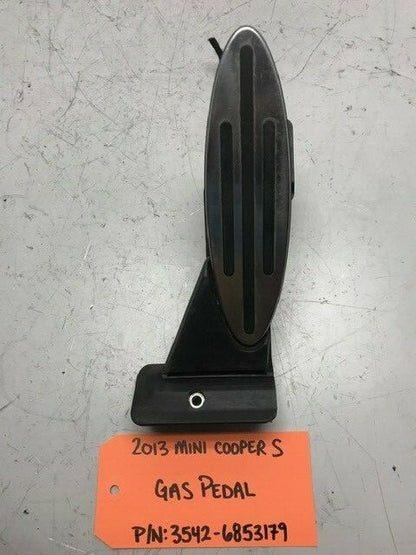 2013 MINI COOPER S
GAS PEDAL
P/N: 3542-6853179